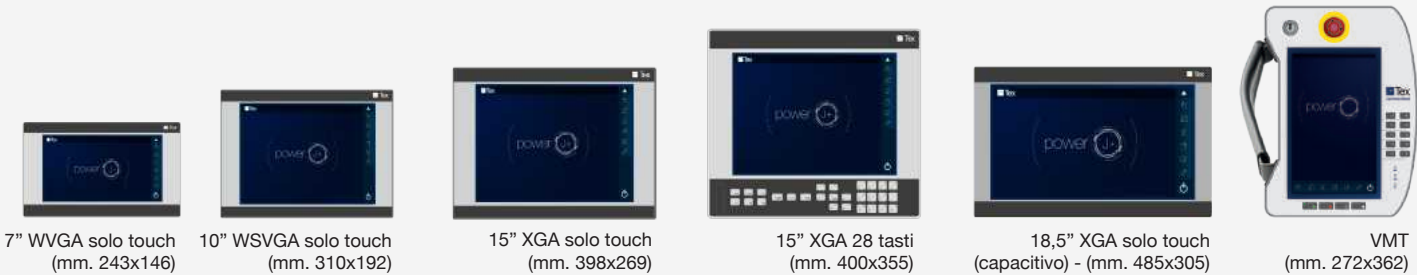 Tex
power J+
Tex
power J+
Tex
power J+
Tex
Tex
power J+
Tex
Tex
power J+
Tex
power
7” WVGA solo touch
(mm. 243x146)
10” WSVGA solo touch
(mm. 310x192)
15” XGA solo touch
(mm. 398x269)
15” XGA 28 tasti
(mm. 400x355)
18,5” XGA solo touch
(capacitivo) - (mm. 485x305)
VMT
(mm. 272x362)